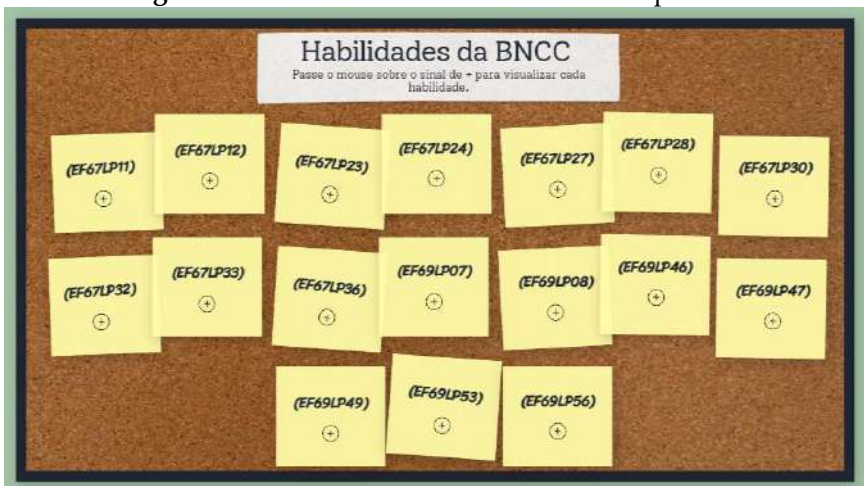 Habilidades da BNCC
Passe o mouse sobre o sinal de + para visualizar cada
habilidade.
(EF67LP11)
(EF67LP12)
(EF67LP23)
(EF67LP24)
(EF67LP27)
(EF67LP28)
(EF67LP30)
(EF67LP32)
(EF67LP33)
(EF67LP36)
(EF69LP07)
(EF69LP08)
(EF69LP46)
(EF69LP47)
(EF69LP49)
(EF69LP53)
(EF69LP56)